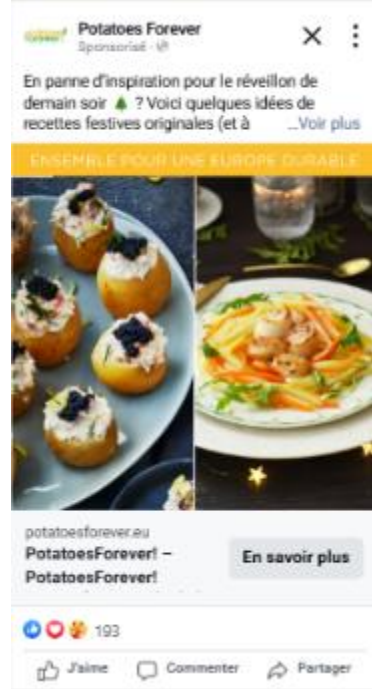 Potatoes Forever
Sponsorisé ·
En panne d'inspiration pour le réveillon de
demain soir 🌲 ? Voici quelques idées de
recettes festives originales (et à ...Voir plus
ENSEMBLE POUR UNE EUROPE DURABLE
potatoesforever.eu
PotatoesForever! –
PotatoesForever!
En savoir plus
193
J'aime
Commenter
Partager